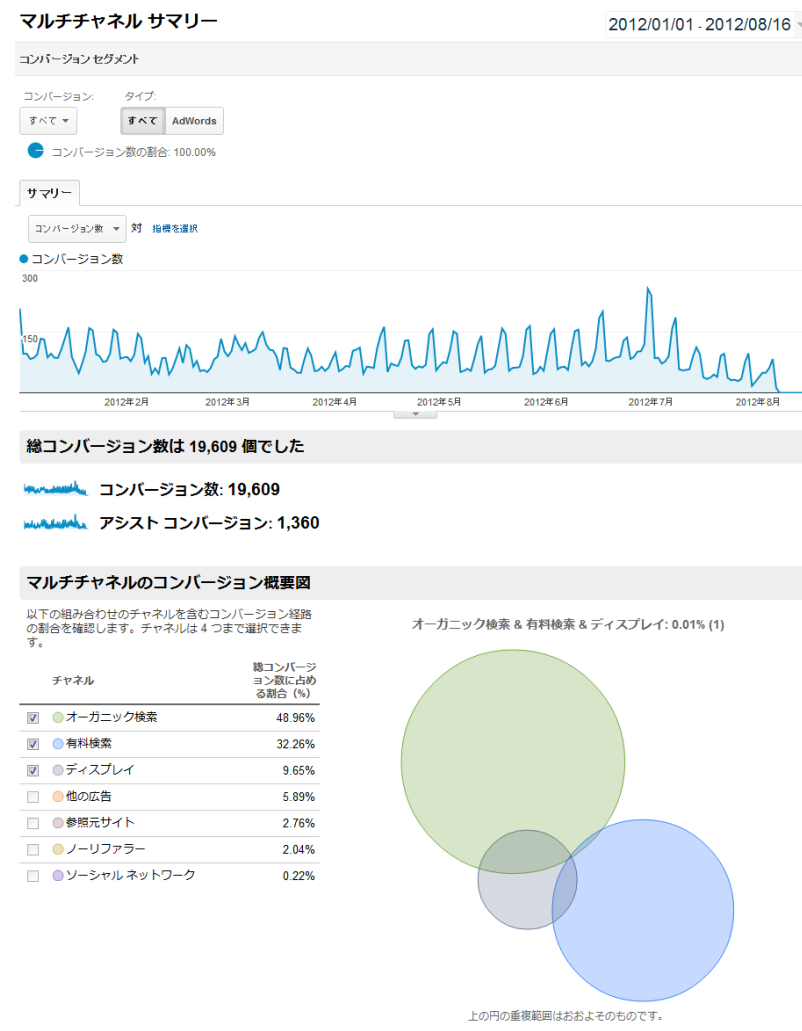 マルチチャネル サマリー
2012/01/01 - 2012/08/16
コンバージョン セグメント
コンバージョン: タイプ:
すべて すべて AdWords
コンバージョン数の割合: 100.00%
サマリー
コンバージョン数 対 指標を選択
コンバージョン数
300
150
2012年2月 2012年3月 2012年4月 2012年5月 2012年6月 2012年7月 2012年8月
総コンバージョン数は 19,609 個でした
コンバージョン数: 19,609
アシスト コンバージョン: 1,360
マルチチャネルのコンバージョン概要図
以下の組み合わせのチャネルを含むコンバージョン経路
の割合を確認します。チャネルは 4 つまで選択できま
す。
オーガニック検索 & 有料検索 & ディスプレイ: 0.01% (1)
チャネル
総コンバージ
ョン数に占め
る割合（%）
オーガニック検索 48.96%
有料検索 32.26%
ディスプレイ 9.65%
他の広告 5.89%
参照元サイト 2.76%
ノーリファラー 2.04%
ソーシャル ネットワーク 0.22%
上の円の重複範囲はおおよそのものです。